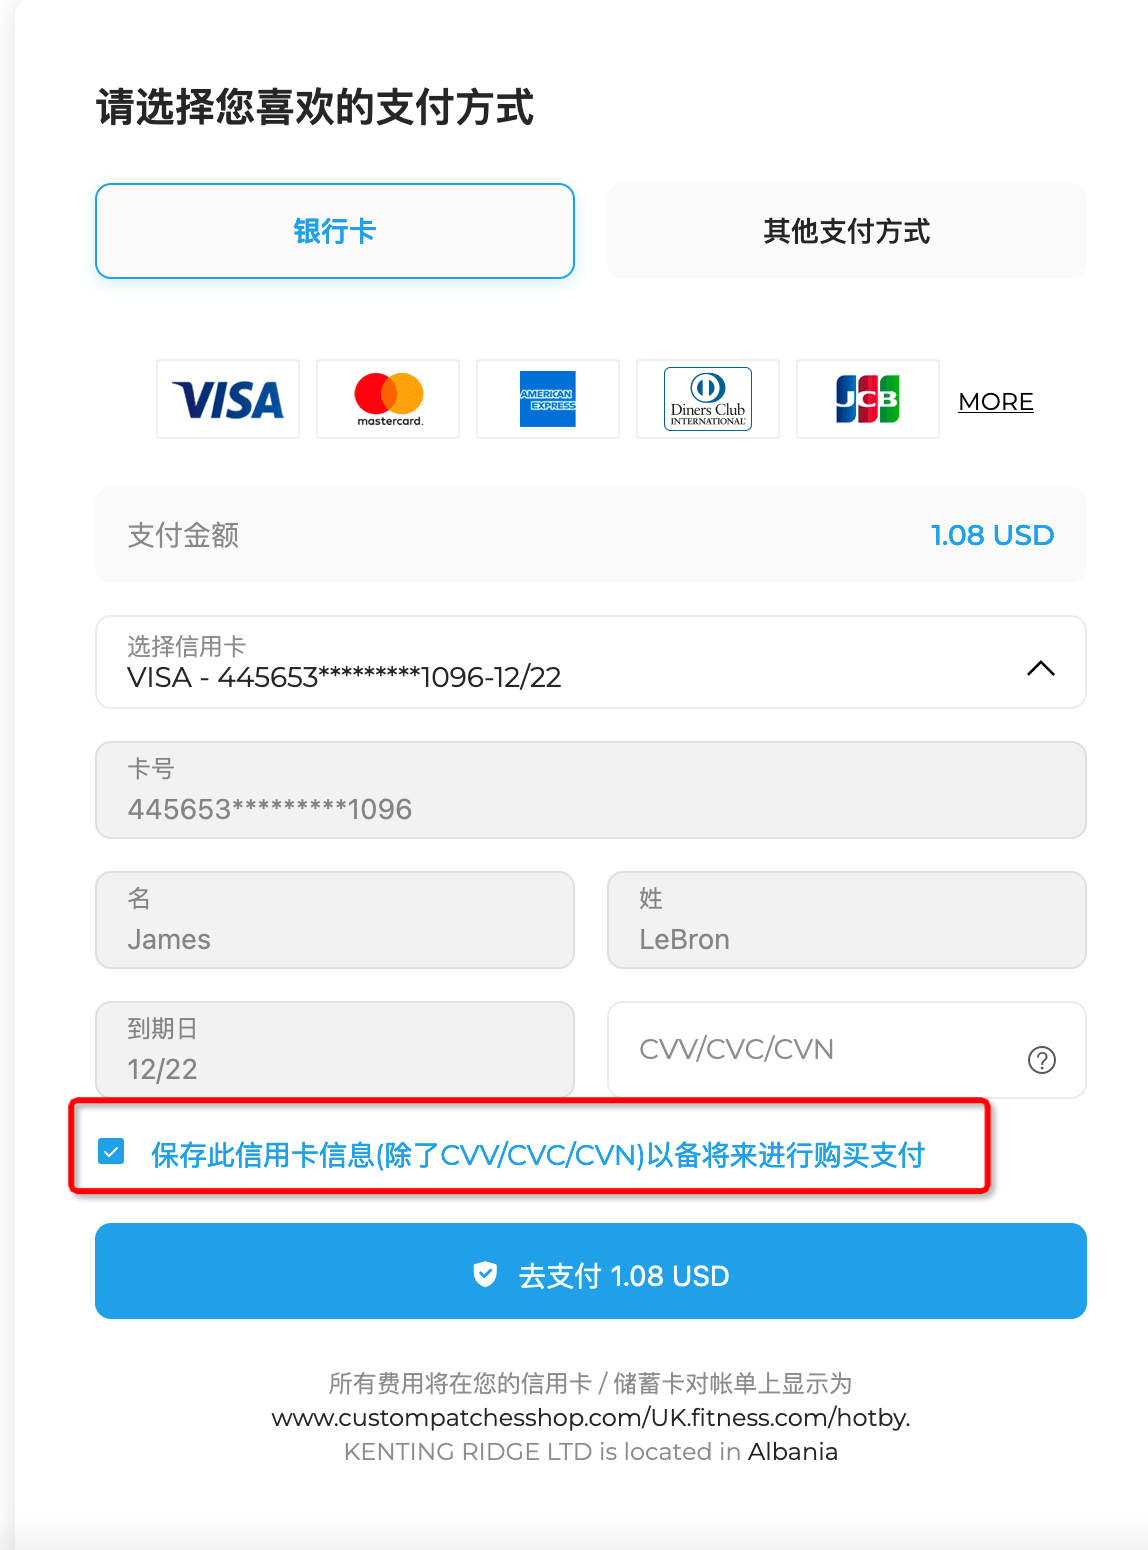 请选择您喜欢的支付方式
银行卡
其他支付方式
VISA
mastercard.
AMERICAN
EXPRESS
Diners Club
INTERNATIONAL
JCB
MORE
支付金额
1.08 USD
选择信用卡
VISA - 445653*********1096-12/22
卡号
445653*********1096
名
James
姓
LeBron
到期日
12/22
CVV/CVC/CVN
?
保存此信用卡信息(除了CVV/CVC/CVN)以备将来进行购买支付
去支付 1.08 USD
所有费用将在您的信用卡 / 储蓄卡对帐单上显示为
www.custompatchesshop.com/UK.fitness.com/hotby.
KENTING RIDGE LTD is located in Albania